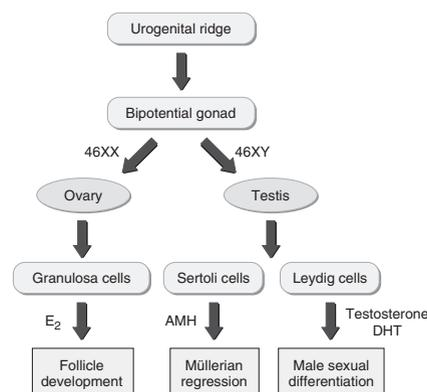 Urogenital ridge
Bipotential gonad
46XX
46XY
Ovary
Testis
Granulosa cells
Sertoli cells
Leydig cells
E₂
AMH
Testosterone
DHT
Follicle
development
Müllerian
regression
Male sexual
differentiation